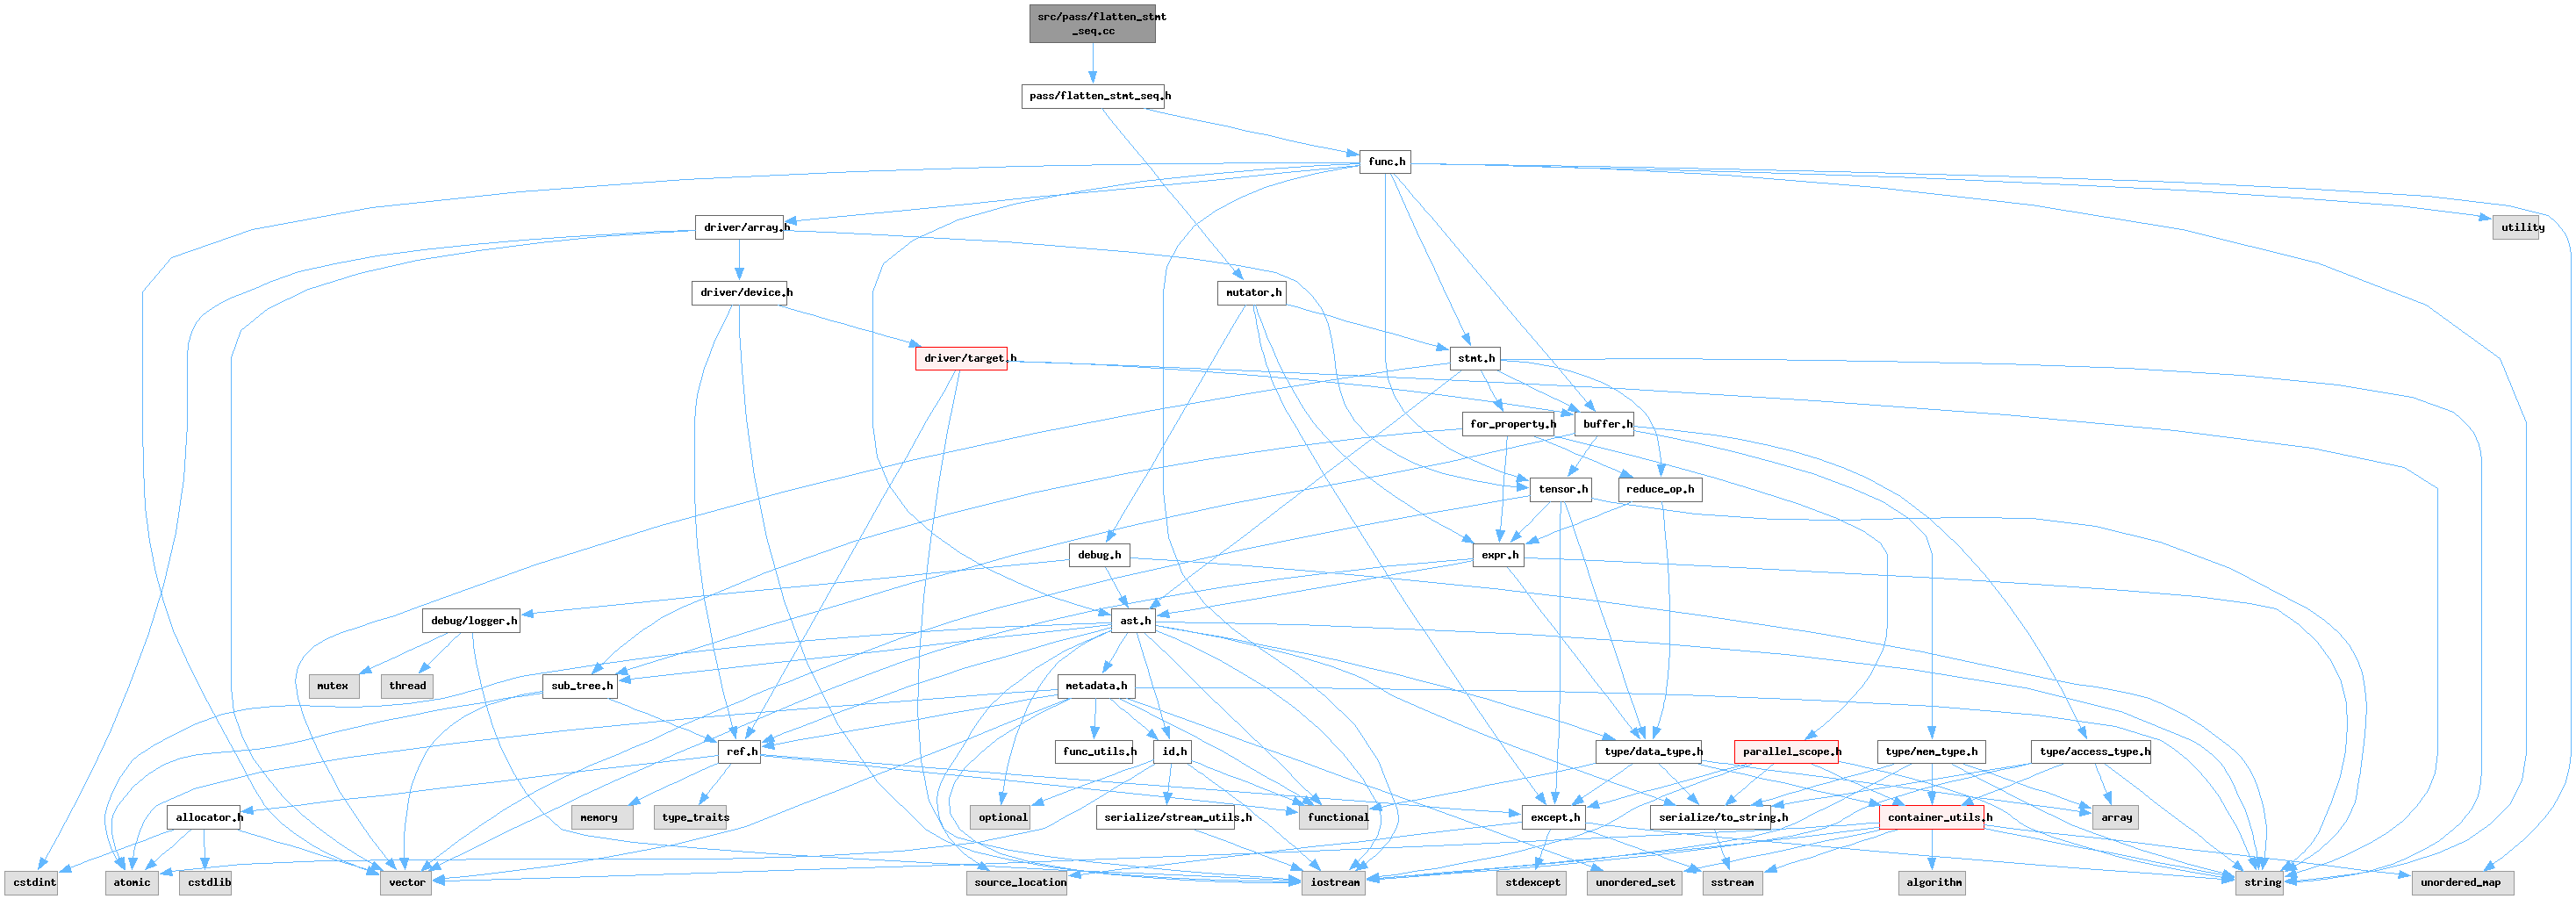 src/pass/flatten_stmt
_seq.cc
pass/flatten_stmt_seq.h
func.h
driver/array.h
utility
driver/device.h
mutator.h
driver/target.h
stmt.h
for_property.h
buffer.h
tensor.h
reduce_op.h
debug.h
expr.h
debug/logger.h
ast.h
mutex
thread
sub_tree.h
metadata.h
ref.h
func_utils.h
id.h
type/data_type.h
parallel_scope.h
type/mem_type.h
type/access_type.h
allocator.h
memory
type_traits
optional
serialize/stream_utils.h
functional
except.h
serialize/to_string.h
container_utils.h
array
cstdint
atomic
cstdlib
vector
source_location
iostream
stdexcept
unordered_set
sstream
algorithm
string
unordered_map